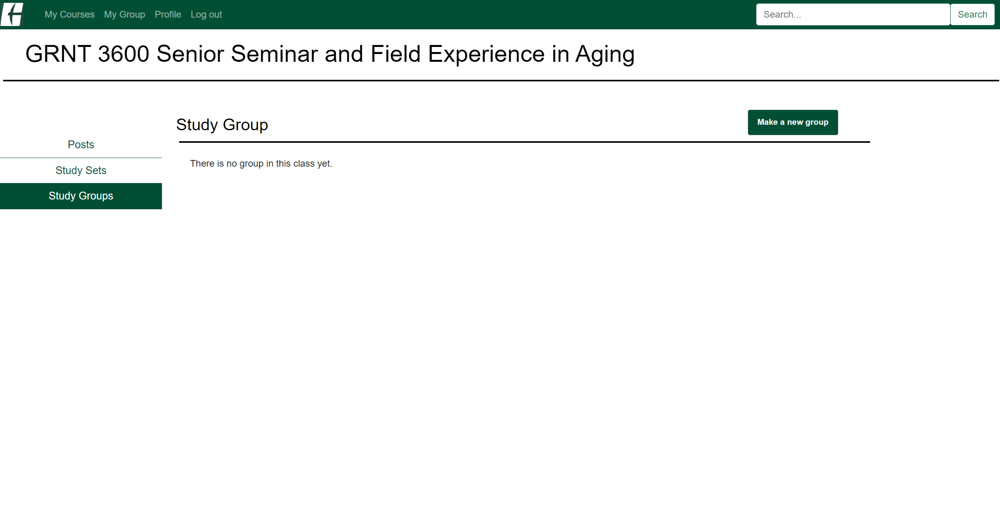 My Courses My Group Profile Log out Search... Search
GRNT 3600 Senior Seminar and Field Experience in Aging
Study Group
Make a new group
Posts
Study Sets
Study Groups
There is no group in this class yet.